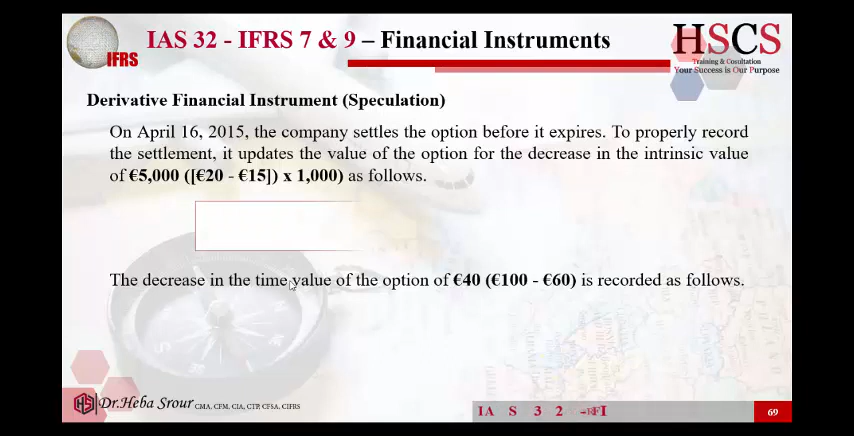 IFRS
IAS 32 - IFRS 7 & 9 – Financial Instruments
HSCS
Training & Cosultation
Your Success is Our Purpose
Derivative Financial Instrument (Speculation)
On April 16, 2015, the company settles the option before it expires. To properly record
the settlement, it updates the value of the option for the decrease in the intrinsic value
of €5,000 ([€20 - €15]) x 1,000) as follows.
The decrease in the time value of the option of €40 (€100 - €60) is recorded as follows.
Dr.Heba Srour CMA, CFM, CIA, CTP, CFSA, CIFRS
IA S 3 2
69